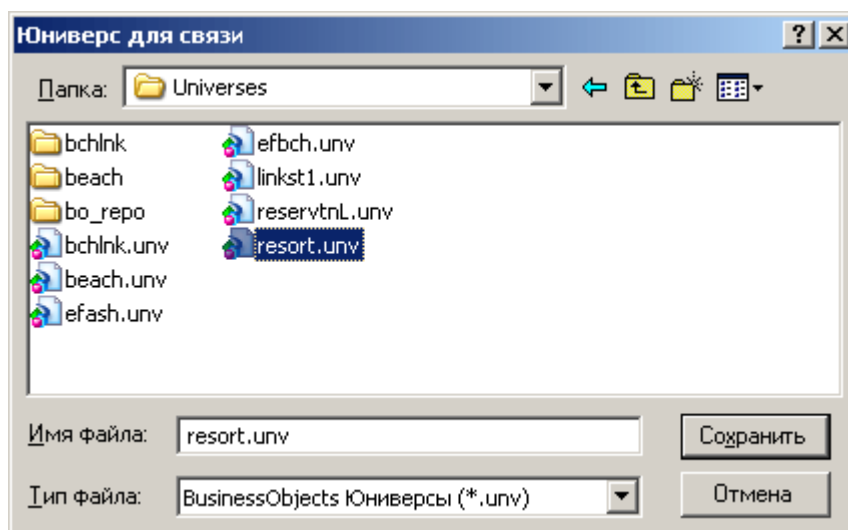 Юниверс для связи
Папка: Universes
bchlnk
beach
bo_repo
bchlnk.unv
beach.unv
efash.unv
efbch.unv
linkst1.unv
reservtnL.unv
resort.unv
Имя файла: resort.unv
Сохранить
Тип файла: BusinessObjects Юниверсы (*.unv)
Отмена